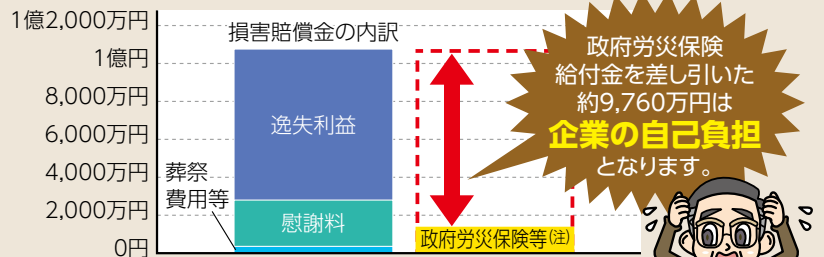 1億2,000万円
1億円
8,000万円
6,000万円
4,000万円
2,000万円
0円
損害賠償金の内訳
逸失利益
慰謝料
葬祭
費用等
政府労災保険等(注)
政府労災保険
給付金を差し引いた
約9,760万円は
企業の自己負担
となります。